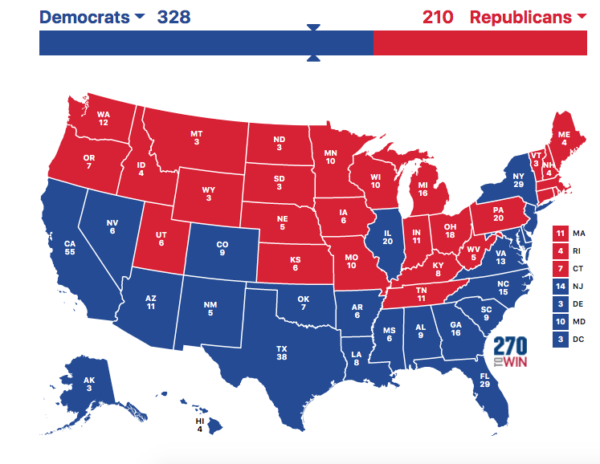 Democrats 328
210 Republicans
WA
12
OR
7
ID
4
MT
3
WY
3
ND
3
SD
3
NE
5
KS
6
MN
10
IA
6
MO
10
WI
10
MI
16
IL
20
IN
11
OH
18
KY
8
WV
5
TN
11
PA
20
NY
29
VT
3
NH
4
ME
4
CA
55
NV
6
UT
6
CO
9
AZ
11
NM
5
OK
7
TX
38
AR
6
LA
8
MS
6
AL
9
GA
16
FL
29
SC
9
NC
15
VA
13
AK
3
HI
4
11 MA
4 RI
7 CT
14 NJ
3 DE
10 MD
3 DC
270
TO WIN